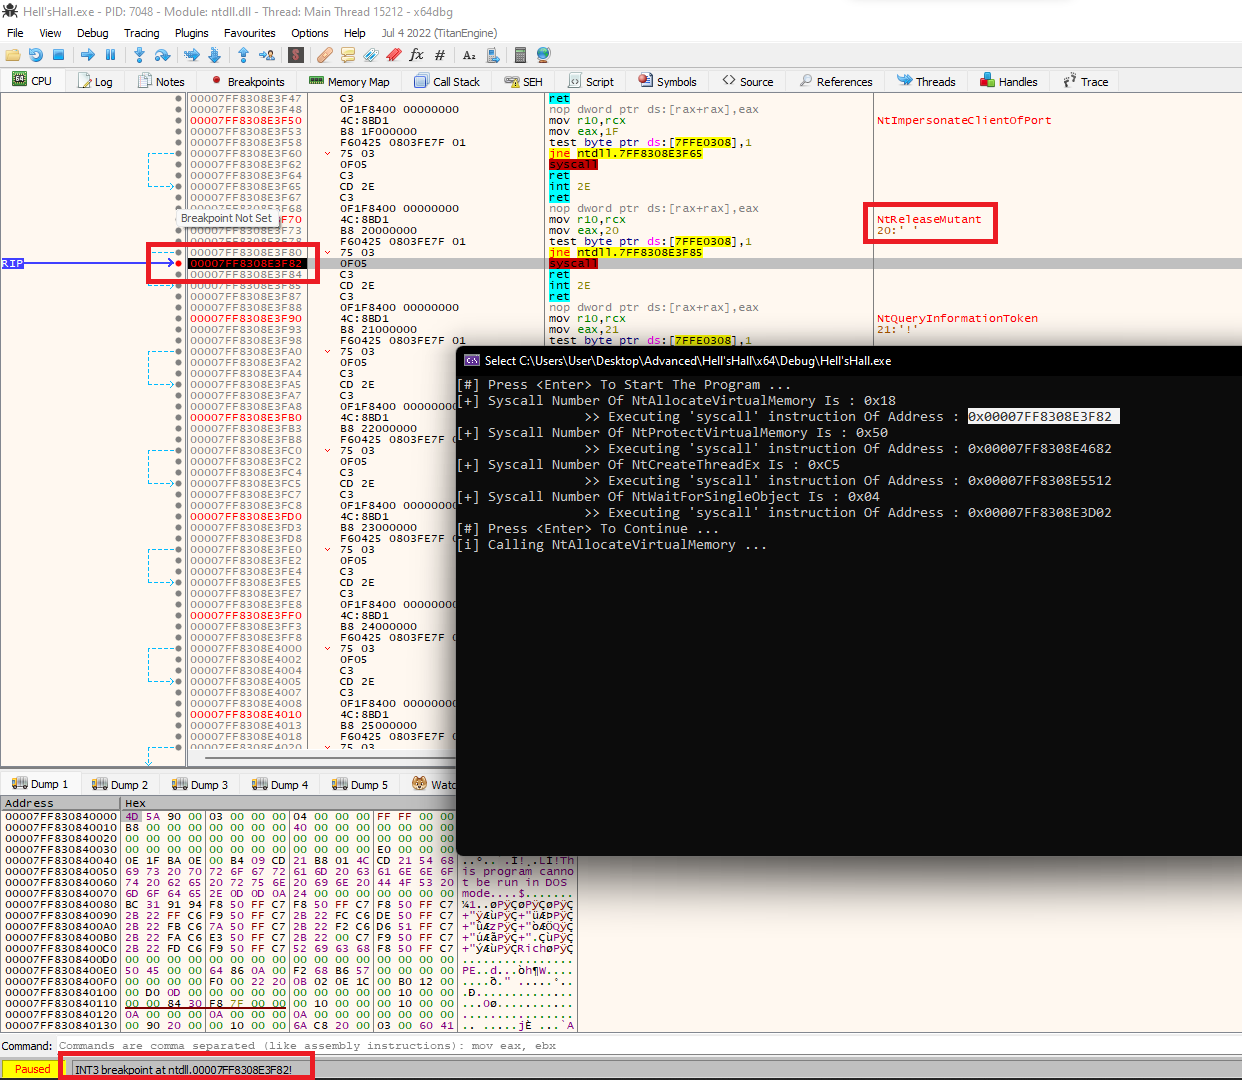 Hell'sHall.exe - PID: 7048 - Module: ntdll.dll - Thread: Main Thread 15212 - x64dbg
File View Debug Tracing Plugins Favourites Options Help Jul 4 2022 (TitanEngine)
CPU Log Notes Breakpoints Memory Map Call Stack SEH Script Symbols Source References Threads Handles Trace
00007FF8308E3F47 C3 ret
00007FF8308E3F48 0F1F8400 00000000 nop dword ptr ds:[rax+rax],eax
00007FF8308E3F50 4C:8BD1 mov r10,rcx NtImpersonateClientOfPort
00007FF8308E3F53 B8 1F000000 mov eax,1F
00007FF8308E3F58 F60425 0803FE7F 01 test byte ptr ds:[7FFE0308],1
00007FF8308E3F60 75 03 jne ntdll.7FF8308E3F65
00007FF8308E3F62 0F05 syscall
00007FF8308E3F64 C3 ret
00007FF8308E3F65 CD 2E int 2E
00007FF8308E3F67 C3 ret
00007FF8308E3F68 0F1F8400 00000000 nop dword ptr ds:[rax+rax],eax
Breakpoint Not Set F70 4C:8BD1 mov r10,rcx NtReleaseMutant
00007FF8308E3F73 B8 20000000 mov eax,20 20:' '
00007FF8308E3F78 F60425 0803FE7F 01 test byte ptr ds:[7FFE0308],1
00007FF8308E3F80 75 03 jne ntdll.7FF8308E3F85
RIP 00007FF8308E3F82 0F05 syscall
00007FF8308E3F84 C3 ret
00007FF8308E3F85 CD 2E int 2E
00007FF8308E3F87 C3 ret
00007FF8308E3F88 0F1F8400 00000000 nop dword ptr ds:[rax+rax],eax
00007FF8308E3F90 4C:8BD1 mov r10,rcx NtQueryInformationToken
00007FF8308E3F93 B8 21000000 mov eax,21 21:'!'
00007FF8308E3F98 F60425 0803FE7F 01 test byte ptr ds:[7FFE0308],1
00007FF8308E3FA0 75 03
00007FF8308E3FA2 0F05
00007FF8308E3FA4 C3
00007FF8308E3FA5 CD 2E
00007FF8308E3FA7 C3
00007FF8308E3FA8 0F1F8400 00000000
00007FF8308E3FB0 4C:8BD1
00007FF8308E3FB3 B8 22000000
00007FF8308E3FB8 F60425 0803FE7F 0
00007FF8308E3FC0 75 03
00007FF8308E3FC2 0F05
00007FF8308E3FC4 C3
00007FF8308E3FC5 CD 2E
00007FF8308E3FC7 C3
00007FF8308E3FC8 0F1F8400 00000000
00007FF8308E3FD0 4C:8BD1
00007FF8308E3FD3 B8 23000000
00007FF8308E3FD8 F60425 0803FE7F 0
00007FF8308E3FE0 75 03
00007FF8308E3FE2 0F05
00007FF8308E3FE4 C3
00007FF8308E3FE5 CD 2E
00007FF8308E3FE7 C3
00007FF8308E3FE8 0F1F8400 00000000
00007FF8308E3FF0 4C:8BD1
00007FF8308E3FF3 B8 24000000
00007FF8308E3FF8 F60425 0803FE7F 0
00007FF8308E4000 75 03
00007FF8308E4002 0F05
00007FF8308E4004 C3
00007FF8308E4005 CD 2E
00007FF8308E4007 C3
00007FF8308E4008 0F1F8400 00000000
00007FF8308E4010 4C:8BD1
00007FF8308E4013 B8 25000000
00007FF8308E4018 F60425 0803FE7F 0
00007FF8308E4020 75 03
Select C:\Users\User\Desktop\Advanced\Hell'sHall\x64\Debug\Hell'sHall.exe
[#] Press <Enter> To Start The Program ...
[+] Syscall Number Of NtAllocateVirtualMemory Is : 0x18
>> Executing 'syscall' instruction Of Address : 0x00007FF8308E3F82
[+] Syscall Number Of NtProtectVirtualMemory Is : 0x50
>> Executing 'syscall' instruction Of Address : 0x00007FF8308E4682
[+] Syscall Number Of NtCreateThreadEx Is : 0xC5
>> Executing 'syscall' instruction Of Address : 0x00007FF8308E5512
[+] Syscall Number Of NtWaitForSingleObject Is : 0x04
>> Executing 'syscall' instruction Of Address : 0x00007FF8308E3D02
[#] Press <Enter> To Continue ...
[i] Calling NtAllocateVirtualMemory ...
Dump 1 Dump 2 Dump 3 Dump 4 Dump 5 Watc
Address Hex
00007FF830840000 4D 5A 90 00 03 00 00 00 04 00 00 00 FF FF 00 00
00007FF830840010 B8 00 00 00 00 00 00 00 40 00 00 00 00 00 00 00
00007FF830840020 00 00 00 00 00 00 00 00 00 00 00 00 00 00 00 00
00007FF830840030 00 00 00 00 00 00 00 00 00 00 00 00 E0 00 00 00
00007FF830840040 0E 1F BA 0E 00 B4 09 CD 21 B8 01 4C CD 21 54 68 ..º..´.Í!¸.LÍ!Th
00007FF830840050 69 73 20 70 72 6F 67 72 61 6D 20 63 61 6E 6E 6F is program canno
00007FF830840060 74 20 62 65 20 72 75 6E 20 69 6E 20 44 4F 53 20 t be run in DOS
00007FF830840070 6D 6F 64 65 2E 0D 0D 0A 24 00 00 00 00 00 00 00 mode....$.......
00007FF830840080 BC 31 91 94 F8 50 FF C7 F8 50 FF C7 F8 50 FF C7 ¼1..øPÿÇøPÿÇøPÿÇ
00007FF830840090 2B 22 FF C6 F9 50 FF C7 2B 22 FC C6 DE 50 FF C7 +"ÿÆùPÿÇ+"üÆÞPÿÇ
00007FF8308400A0 2B 22 FB C6 7A 50 FF C7 2B 22 F2 C6 D6 51 FF C7 +"ûÆzPÿÇ+"òÆÖQÿÇ
00007FF8308400B0 2B 22 FA C6 E3 50 FF C7 2B 22 00 C7 F9 50 FF C7 +"úÆãPÿÇ+".ÇùPÿÇ
00007FF8308400C0 2B 22 FD C6 F9 50 FF C7 52 69 63 68 F8 50 FF C7 +"ýÆùPÿÇRichøPÿÇ
00007FF8308400D0 00 00 00 00 00 00 00 00 00 00 00 00 00 00 00 00 ................
00007FF8308400E0 50 45 00 00 64 86 0A 00 F2 68 B6 57 00 00 00 00 PE..d...òh¶W....
00007FF8308400F0 00 00 00 00 F0 00 22 20 0B 02 0E 1C 00 B0 12 00 ....ð." .....°..
00007FF830840100 00 D0 0D 00 00 00 00 00 00 00 00 00 00 10 00 00 .Ð..............
00007FF830840110 00 00 84 30 F8 7F 00 00 00 10 00 00 00 10 00 00 ...0ø...........
00007FF830840120 0A 00 00 00 0A 00 00 00 0A 00 00 00 00 00 00 00 ................
00007FF830840130 00 90 20 00 00 10 00 00 6A C8 20 00 03 00 60 41 .. .....jÈ ...`A
Command: Commands are comma separated (like assembly instructions): mov eax, ebx
Paused INT3 breakpoint at ntdll.00007FF8308E3F82!